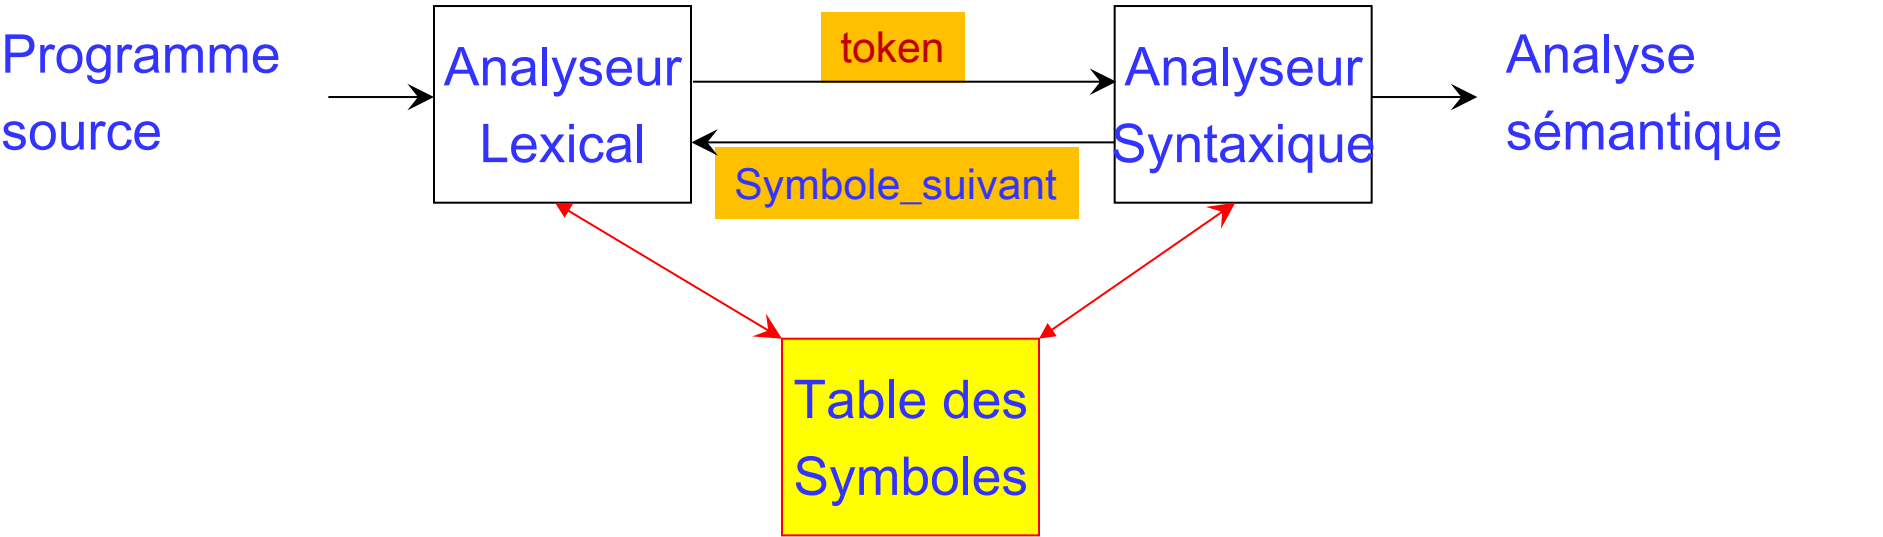 Programme
source
Analyseur
Lexical
token
Symbole_suivant
Analyseur
Syntaxique
Analyse
sémantique
Table des
Symboles